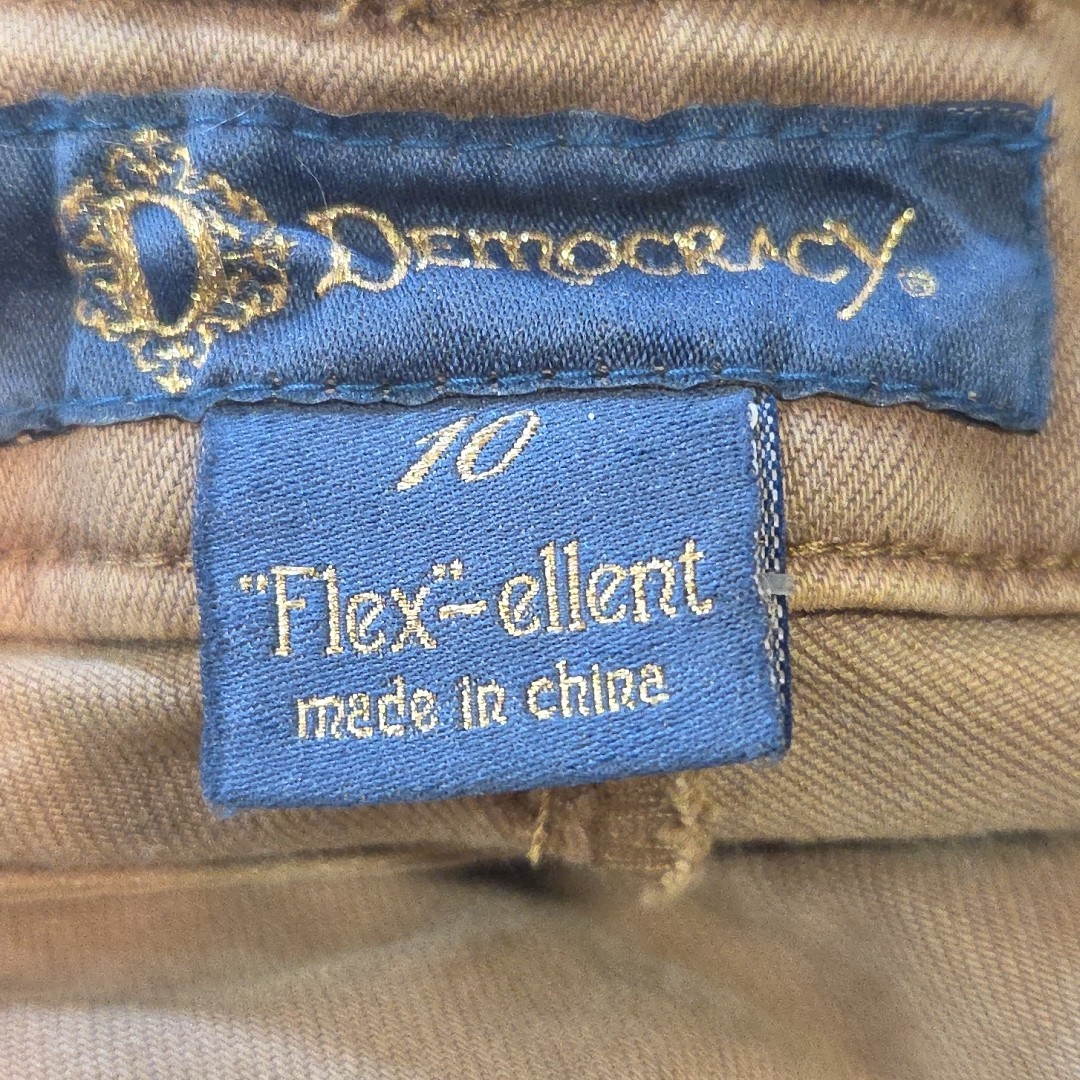 DEMOCRACY®
10
"Flex"-ellent
made in china